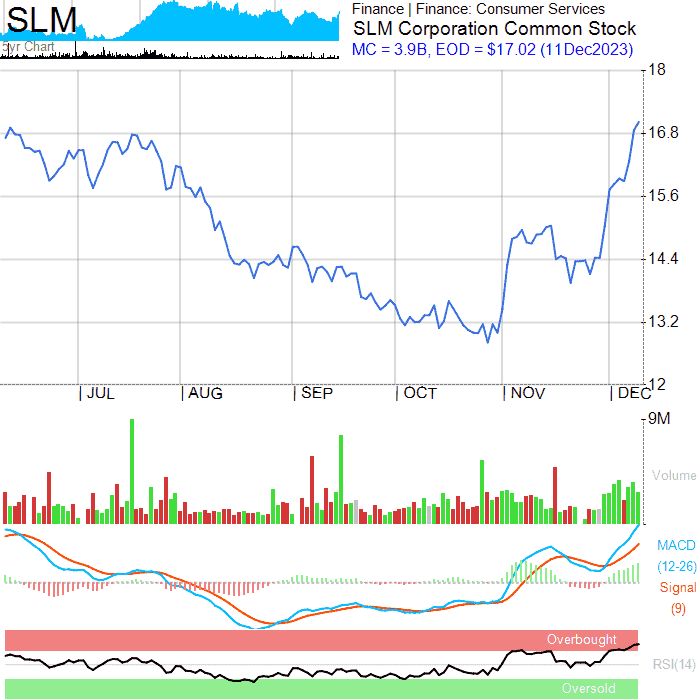 SLM
5yr Chart
Finance | Finance: Consumer Services
SLM Corporation Common Stock
MC = 3.9B, EOD = $17.02 (11Dec2023)
18
16.8
15.6
14.4
13.2
12
| JUL | AUG | SEP | OCT | NOV | DEC
9M
Volume
MACD
(12-26)
Signal
(9)
Overbought
RSI(14)
Oversold